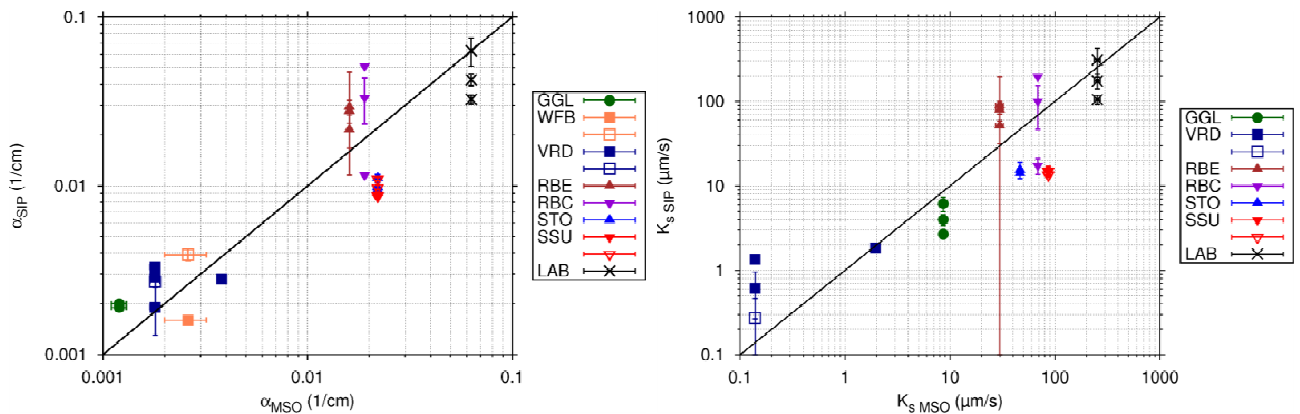 0.1
0.01
0.001
α_SIP (1/cm)
0.001
0.01
0.1
α_MSO (1/cm)
GGL
WFB
VRD
RBE
RBC
STO
SSU
LAB
1000
100
10
1
0.1
K_s SIP (µm/s)
0.1
1
10
100
1000
K_s MSO (µm/s)
GGL
VRD
RBE
RBC
STO
SSU
LAB